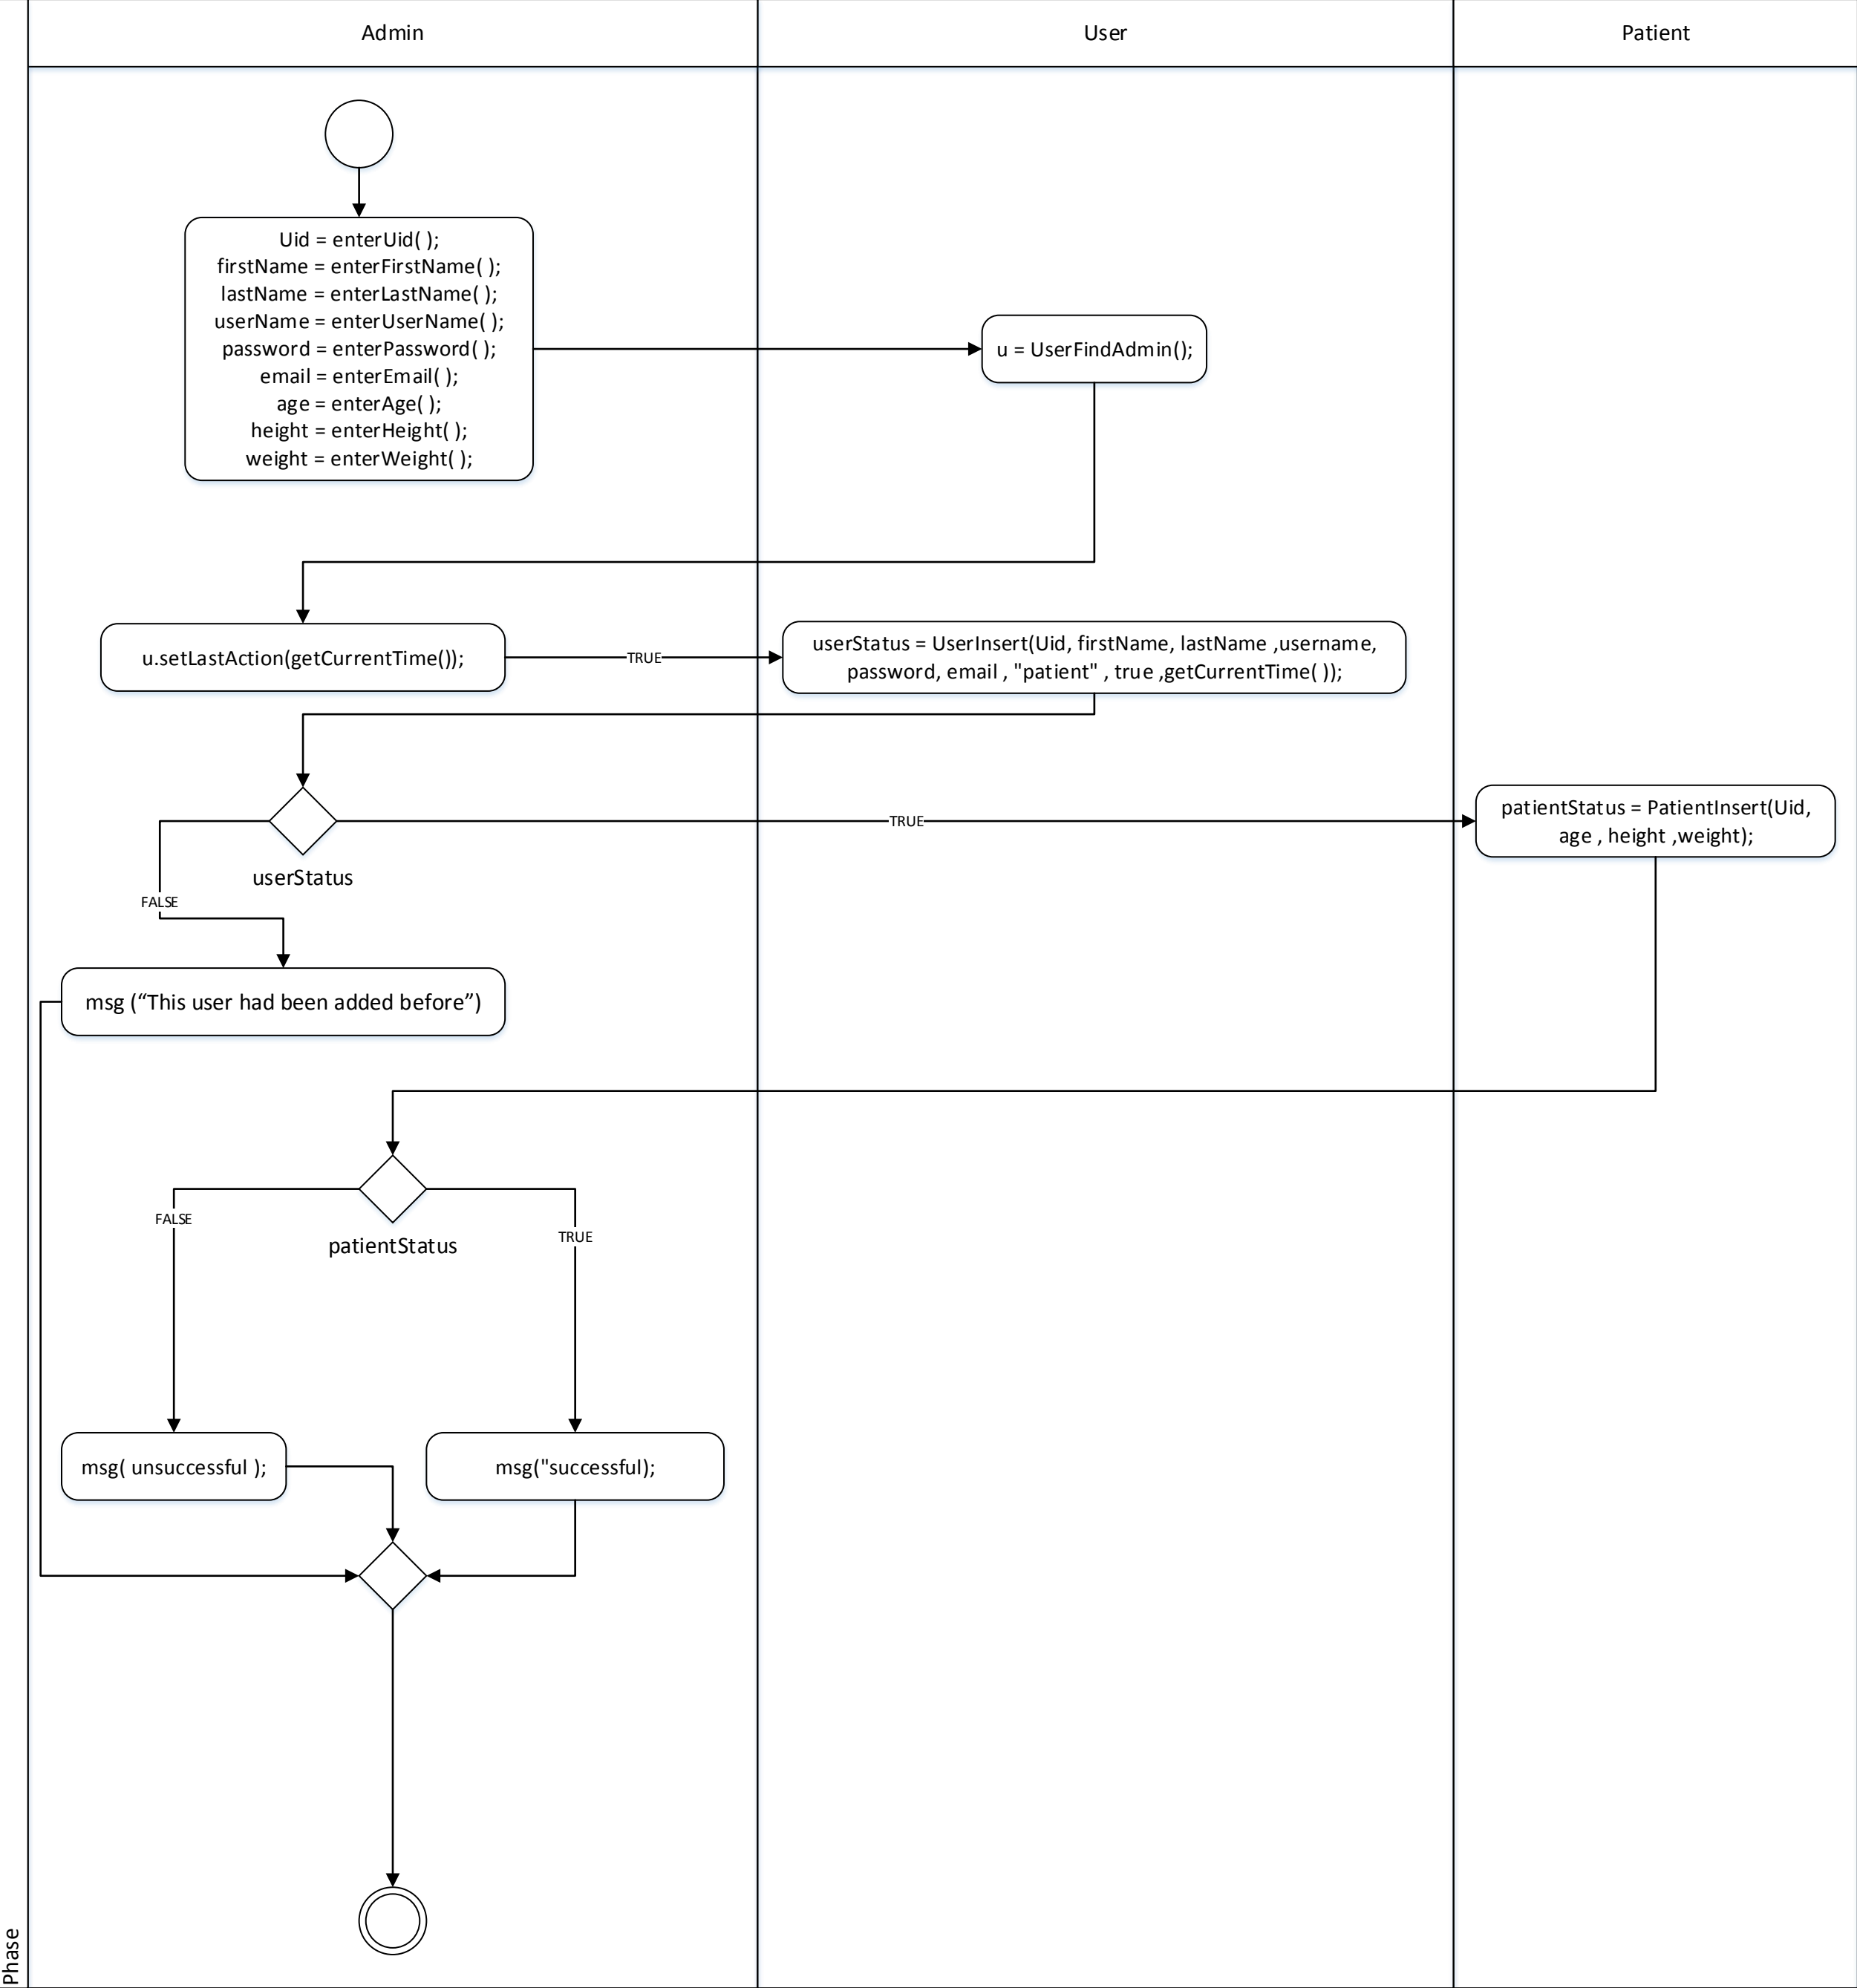 Admin
User
Patient
Uid = enterUid( );
firstName = enterFirstName( );
lastName = enterLastName( );
userName = enterUserName( );
password = enterPassword( );
email = enterEmail( );
age = enterAge( );
height = enterHeight( );
weight = enterWeight( );
u = UserFindAdmin();
u.setLastAction(getCurrentTime());
TRUE
userStatus = UserInsert(Uid, firstName, lastName ,username,
password, email , "patient" , true ,getCurrentTime( ));
userStatus
TRUE
patientStatus = PatientInsert(Uid,
age , height ,weight);
FALSE
msg (“This user had been added before”)
patientStatus
FALSE
TRUE
msg( unsuccessful );
msg("successful);
Phase